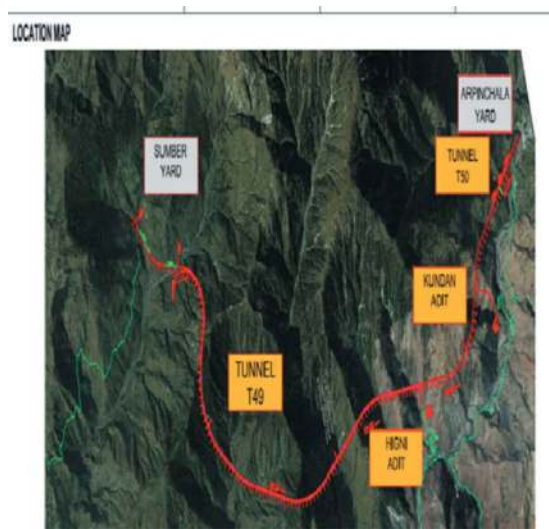 LOCATION MAP
ARPINCHALA
YARD
SUMBER
YARD
TUNNEL
T50
KUNDAN
ADIT
TUNNEL
T49
HIGNI
ADIT